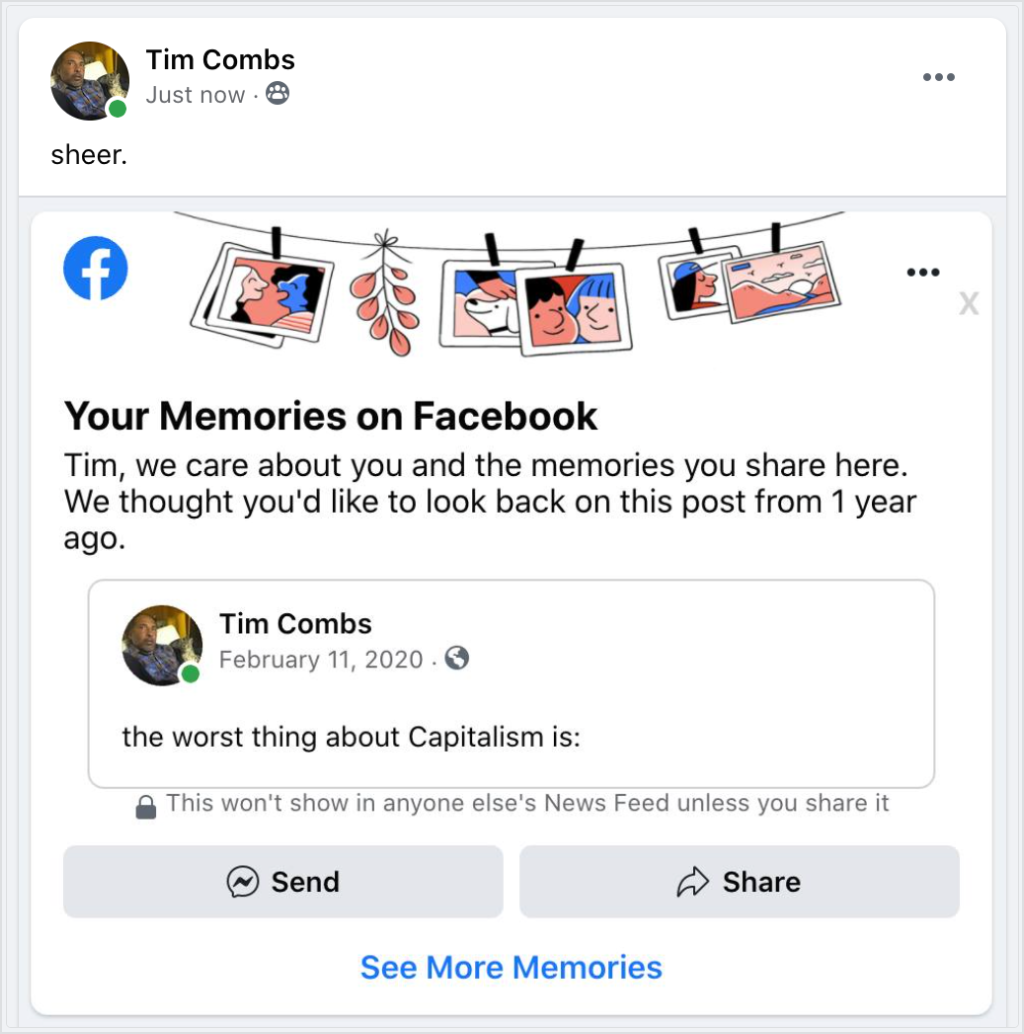 Tim Combs
Just now ·
sheer.
Your Memories on Facebook
Tim, we care about you and the memories you share here.
We thought you'd like to look back on this post from 1 year
ago.
Tim Combs
February 11, 2020 ·
the worst thing about Capitalism is:
This won't show in anyone else's News Feed unless you share it
Send
Share
See More Memories